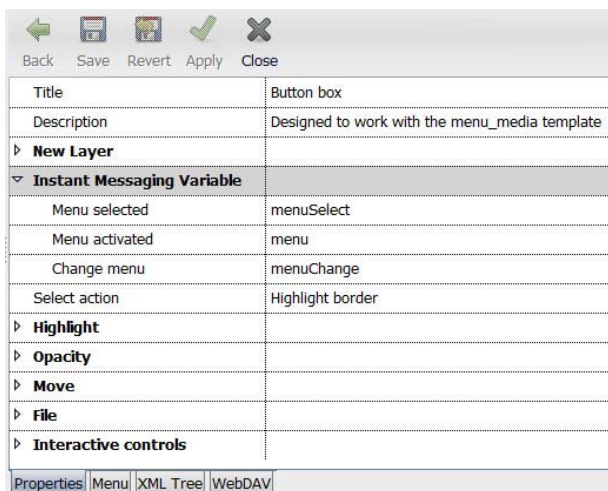 Back Save Revert Apply Close
Title Button box
Description Designed to work with the menu_media template
New Layer
Instant Messaging Variable
Menu selected menuSelect
Menu activated menu
Change menu menuChange
Select action Highlight border
Highlight
Opacity
Move
File
Interactive controls
Properties Menu XML Tree WebDAV